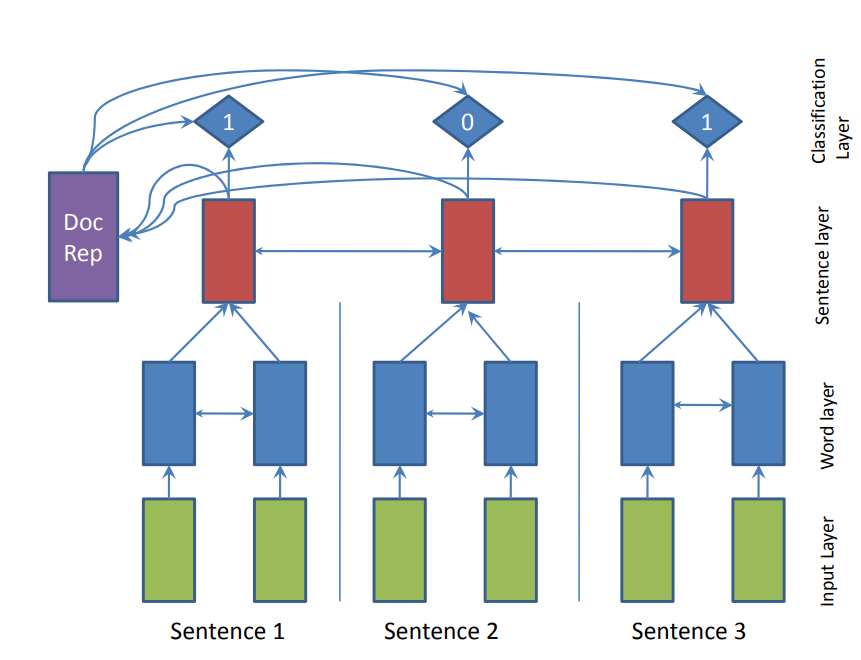 Classification
Layer
1
0
1
Doc
Rep
Sentence layer
Word layer
Input Layer
Sentence 1
Sentence 2
Sentence 3